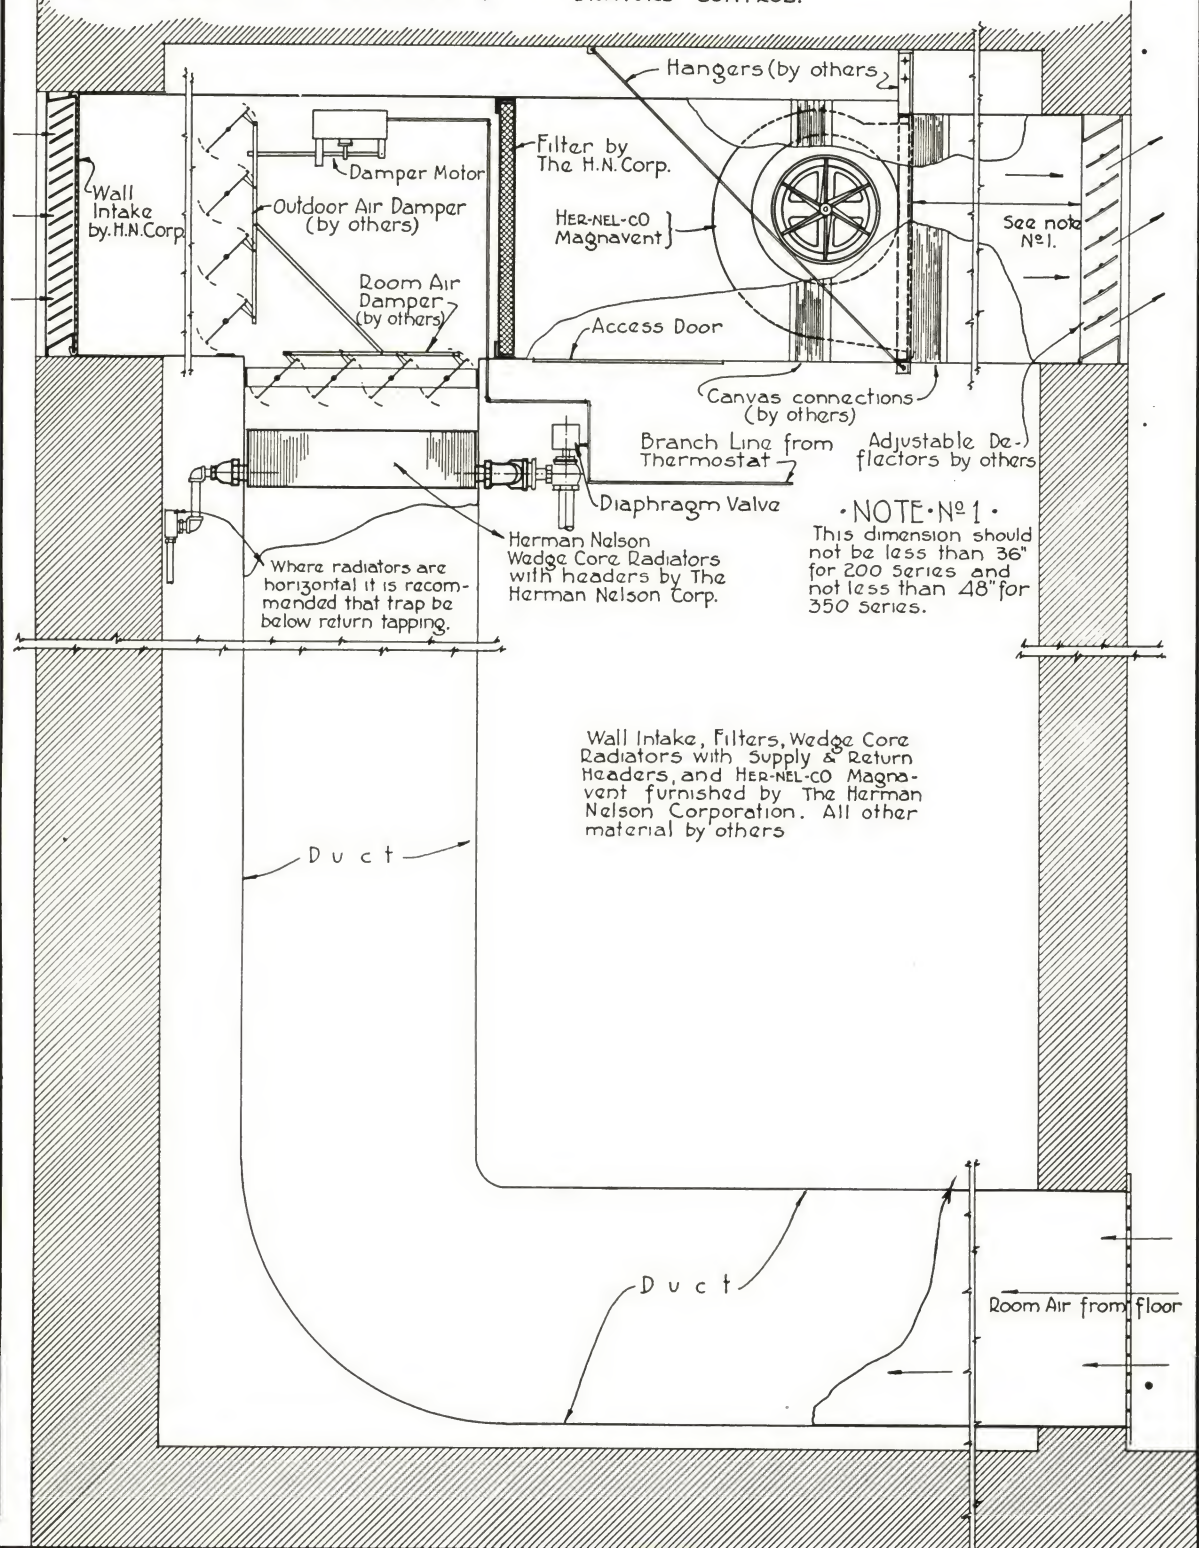 CONTROL.
Hangers (by others
Filter by
The H.N. Corp.
Damper Motor
Wall
Intake
by. H.N. Corp.
Outdoor Air Damper
(by others)
HER-NEL-CO
Magnavent}
See note
Nº1.
Room Air
Damper
(by others)
Access Door
Canvas connections
(by others)
Branch Line from
Thermostat
Adjustable De-
flectors by others
Diaphragm Valve
•NOTE•Nº1•
This dimension should
not be less than 36"
for 200 series and
not less than 48" for
350 series.
Herman Nelson
Wedge Core Radiators
with headers by The
Herman Nelson Corp.
Where radiators are
horizontal it is recom-
mended that trap be
below return tapping.
Wall Intake, Filters, Wedge Core
Radiators with Supply & Return
Headers, and HER-NEL-CO Magna-
vent furnished by The Herman
Nelson Corporation. All other
material by others
Duct
Duct
Room Air from floor